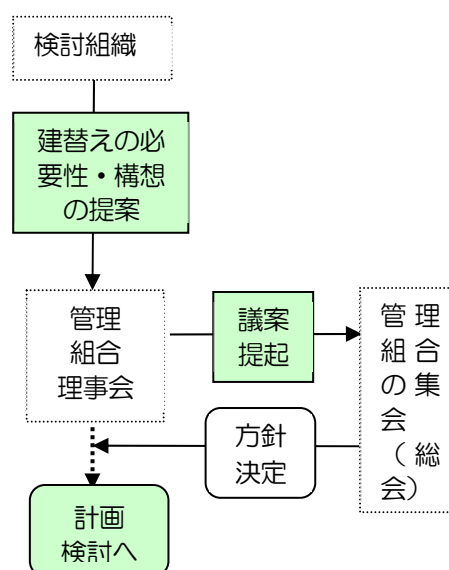 検討組織
建替えの必
要性・構想
の提案
管理
組合
理事会
議案
提起
管理
組合
の集
会
（総
会）
方針
決定
計画
検討へ